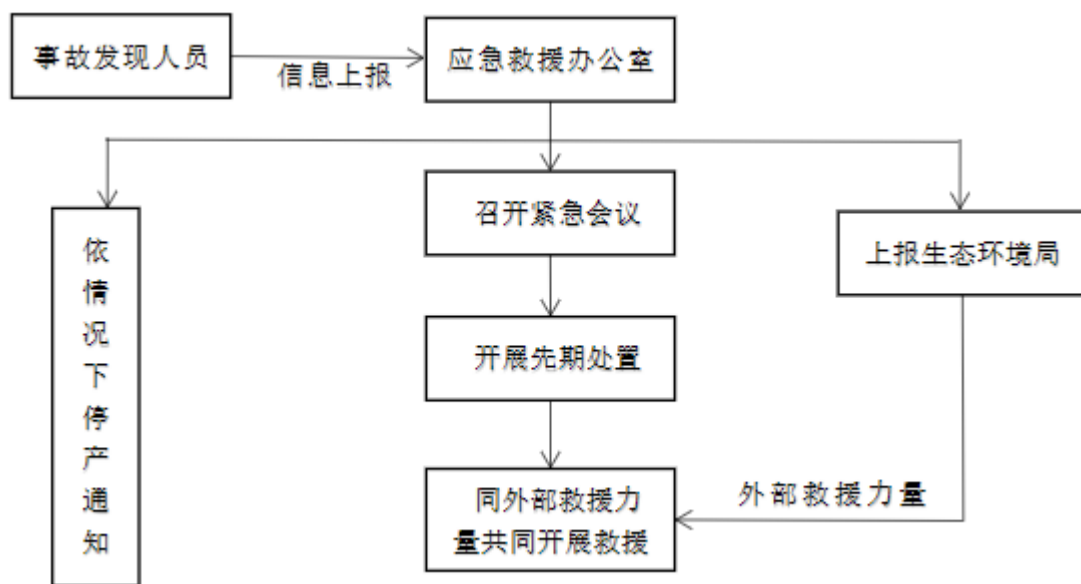 事故发现人员
信息上报
应急救援办公室
召开紧急会议
上报生态环境局
依
情
况
下
停
产
通
知
开展先期处置
同外部救援力
量共同开展救援
外部救援力量